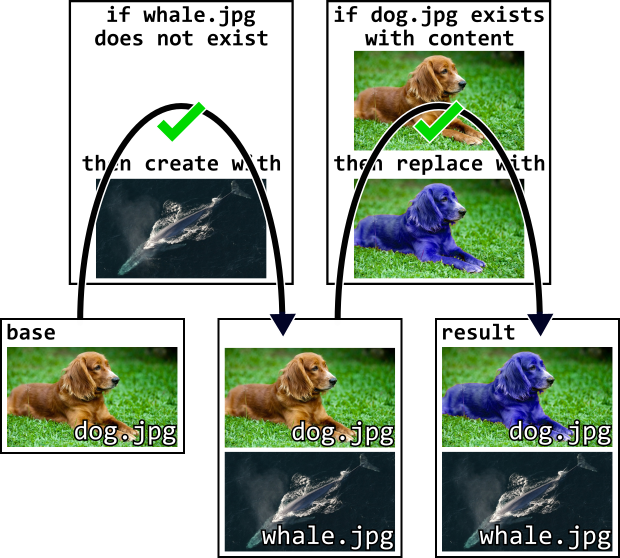 if whale.jpg
does not exist
then create with
if dog.jpg exists
with content
then replace with
base
dog.jpg
dog.jpg
whale.jpg
result
dog.jpg
whale.jpg